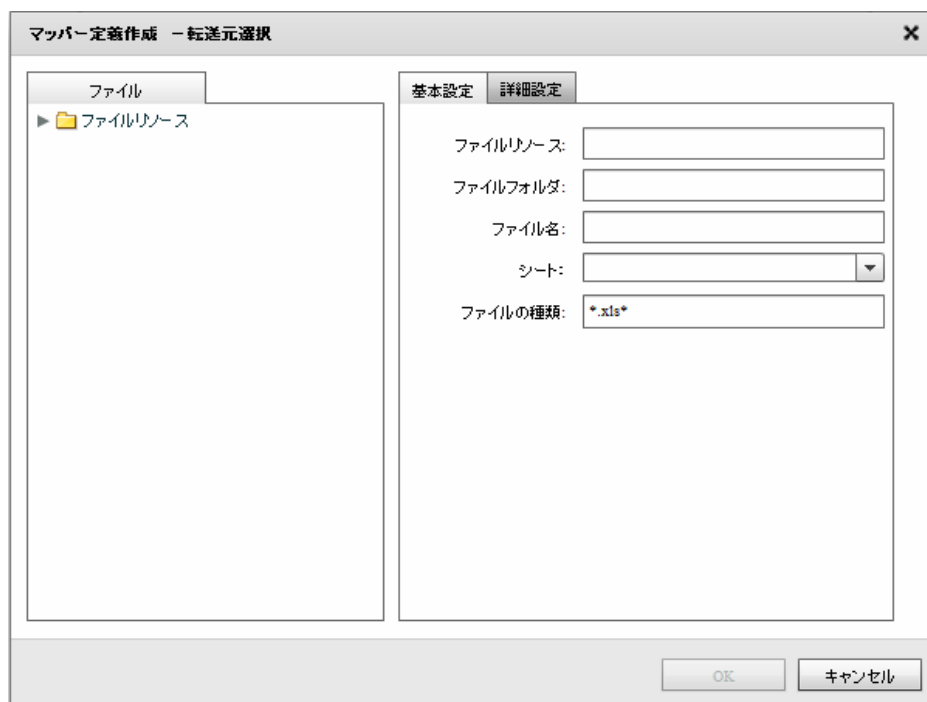 マッパー定義作成 －転送元選択
ファイル
ファイルリソース
基本設定
詳細設定
ファイルリソース:
ファイルフォルダ:
ファイル名:
シート:
ファイルの種類:
*.xls*
OK
キャンセル